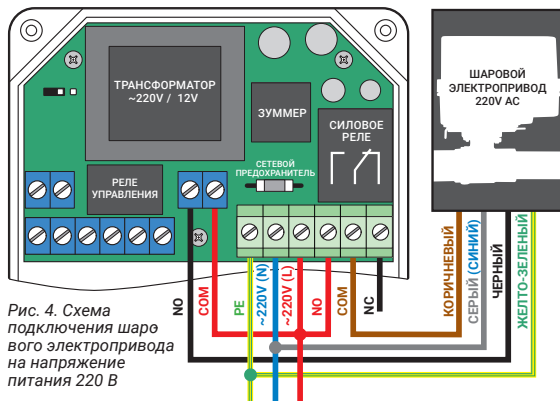 ТРАНСФОРМАТОР
~220V / 12V
ЗУММЕР
СИЛОВОЕ
РЕЛЕ
СЕТЕВОЙ
ПРЕДОХРАНИТЕЛЬ
РЕЛЕ
УПРАВЛЕНИЯ
ШАРОВОЙ
ЭЛЕКТРОПРИВОД
220V AC
NO
COM
PE
~220V (N)
~220V (L)
NO
COM
NC
КОРИЧНЕВЫЙ
СЕРЫЙ (СИНИЙ)
ЧЕРНЫЙ
ЖЕЛТО-ЗЕЛЕНЫЙ
Рис. 4. Схема
подключения шаро
вого электропривода
на напряжение
питания 220 В